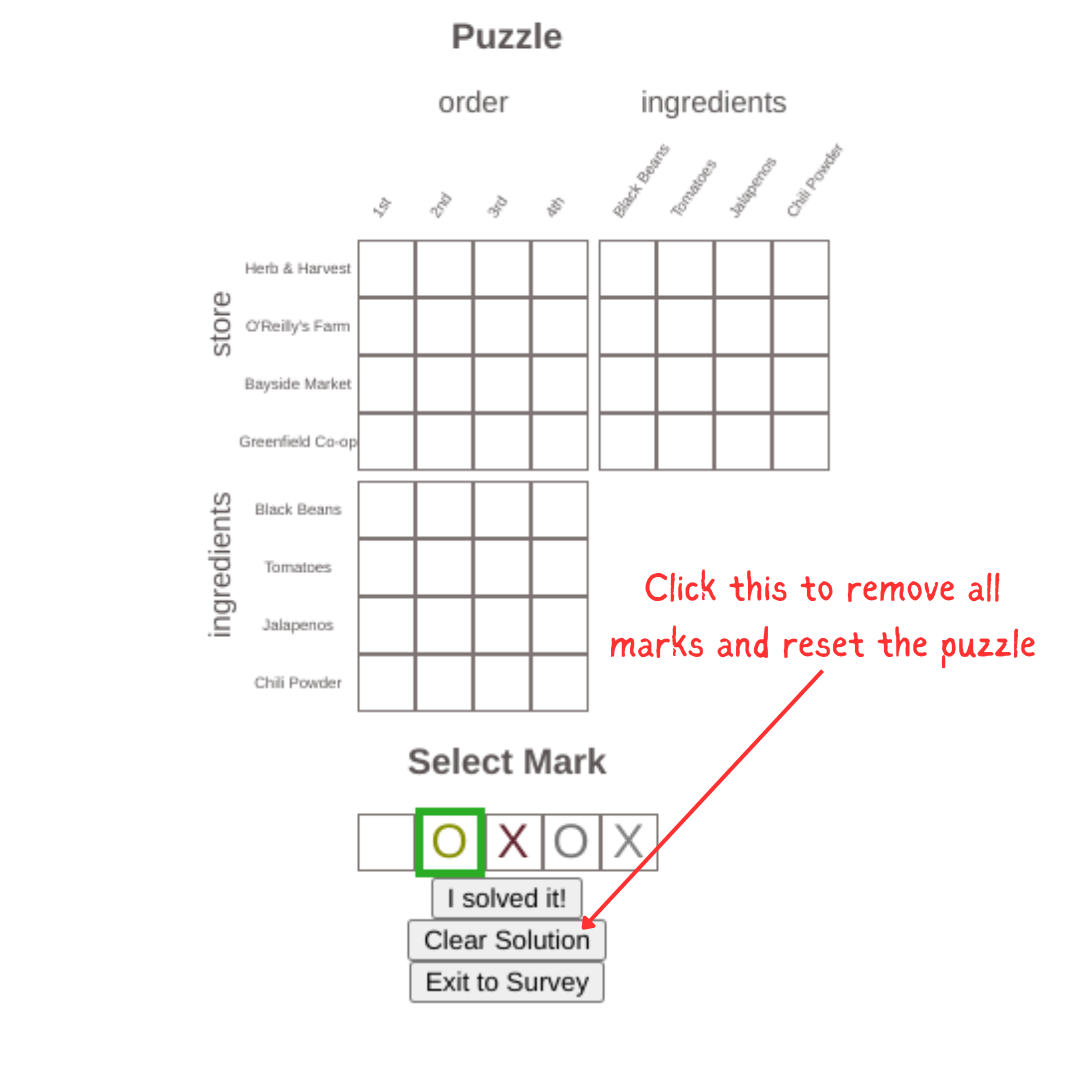 Puzzle
order
ingredients
1st
2nd
3rd
4th
Black Beans
Tomatoes
Jalapenos
Chili Powder
store
Herb & Harvest
O'Reilly's Farm
Bayside Market
Greenfield Co-op
ingredients
Black Beans
Tomatoes
Jalapenos
Chili Powder
Click this to remove all
marks and reset the puzzle
Select Mark
O X O X
I solved it!
Clear Solution
Exit to Survey